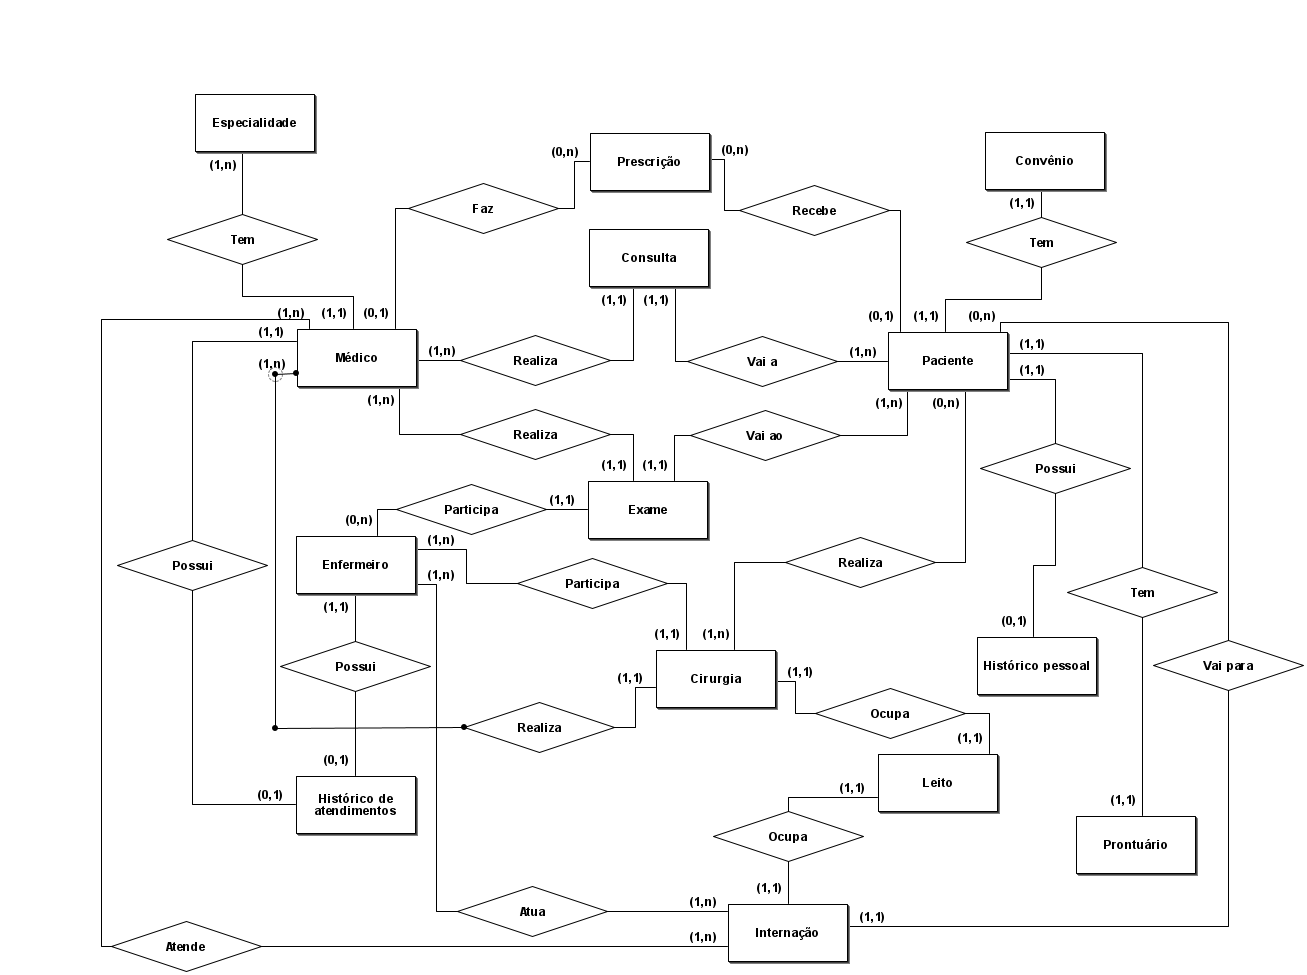 Especialidade
(1,n)
Tem
Prescrição
(0,n)
(0,n)
Convênio
(1,1)
Faz
Recebe
Tem
Consulta
(1,1)
(1,1)
(1,n)
(1,1)
(0,1)
(0,1)
(1,1)
(0,n)
(1,1)
(1,n)
Médico
(1,n)
Realiza
Vai a
(1,n)
Paciente
(1,1)
(1,1)
(1,n)
(1,n)
(0,n)
Realiza
Vai ao
(1,1)
(1,1)
Possui
Participa
(1,1)
Exame
(0,n)
(1,n)
Enfermeiro
(1,n)
Possui
Participa
Realiza
Tem
(1,1)
(1,1)
(1,n)
(0,1)
Possui
(1,1)
Cirurgia
(1,1)
Histórico pessoal
Vai para
Realiza
Ocupa
(1,1)
(0,1)
(0,1)
Histórico de
atendimentos
Leito
(1,1)
(1,1)
Ocupa
Prontuário
(1,1)
Atua
(1,n)
(1,1)
Internação
(1,n)
Atende